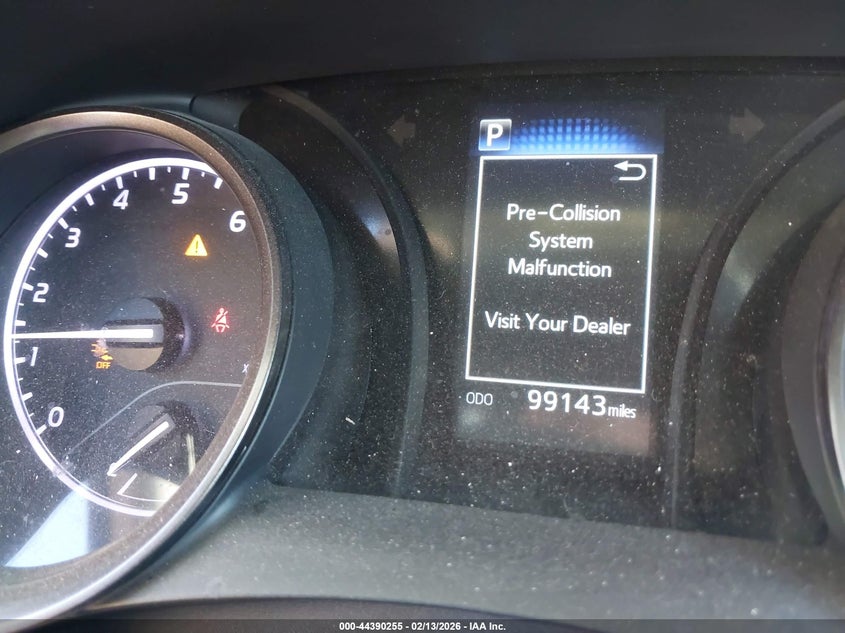 P
Pre-Collision
System
Malfunction
Visit Your Dealer
ODO 99143 miles
6
5
4
3
2
1
0
x
OFF
000-44390255 - 02/13/2026 - IAA Inc.